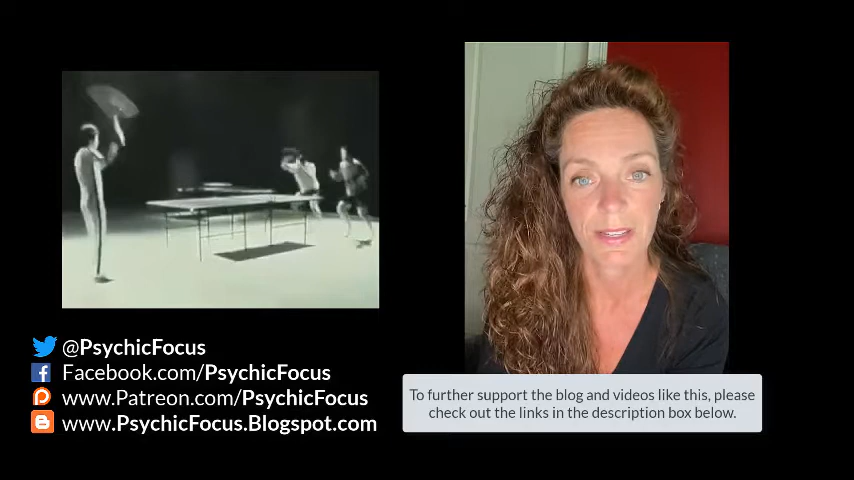 @PsychicFocus
Facebook.com/PsychicFocus
www.Patreon.com/PsychicFocus
www.PsychicFocus.Blogspot.com
To further support the blog and videos like this, please
check out the links in the description box below.